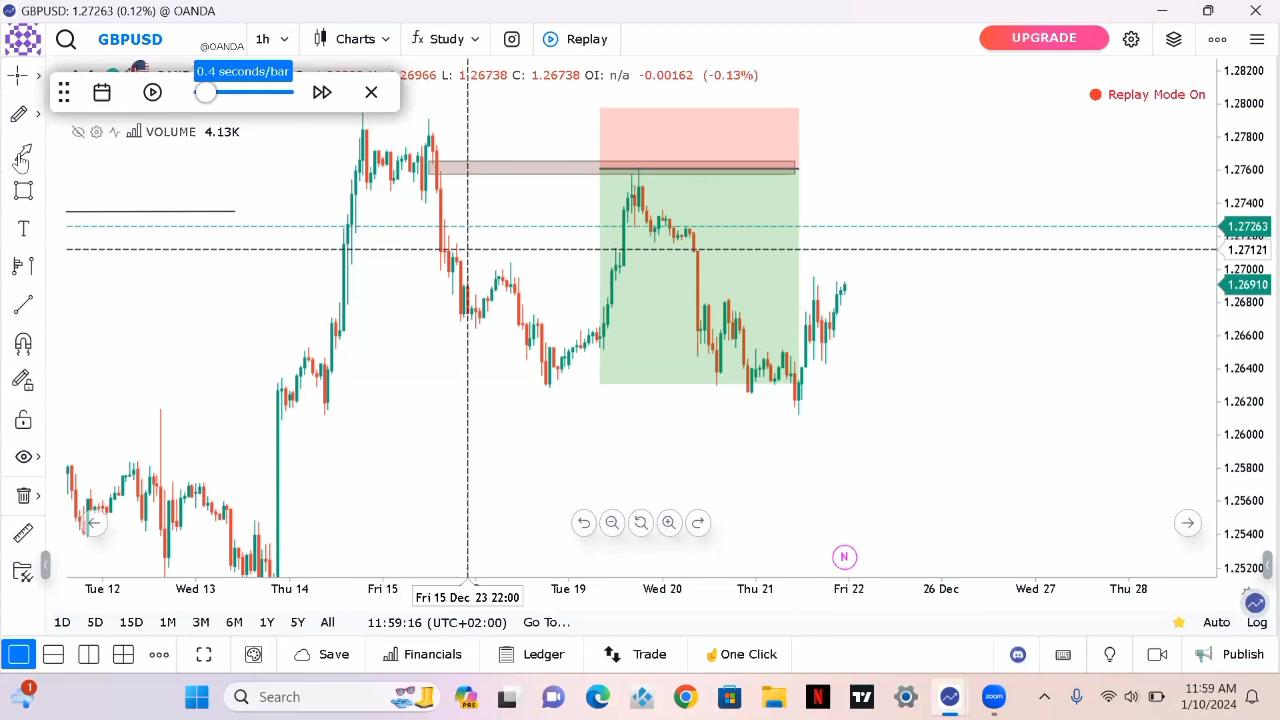 GBPUSD: 1.27263 (0.12%) @ OANDA
GBPUSD @OANDA 1h Charts fx Study Replay UPGRADE
0.4 seconds/bar
1.26966 L: 1.26738 C: 1.26738 OI: n/a -0.00162 (-0.13%)
Replay Mode On
VOLUME 4.13K
1.28200
1.28000
1.27800
1.27600
1.27400
1.27263
1.27121
1.27000
1.26910
1.26800
1.26600
1.26400
1.26200
1.26000
1.25800
1.25600
1.25400
1.25200
N
Tue 12 Wed 13 Thu 14 Fri 15 Tue 19 Wed 20 Thu 21 Fri 22 26 Dec Wed 27 Thu 28
Fri 15 Dec 23 22:00
1D 5D 15D 1M 3M 6M 1Y 5Y All 11:59:16 (UTC+02:00) Go To... Auto Log
Save Financials Ledger Trade One Click Publish
1 Search PRE zoom 11:59 AM
1/10/2024